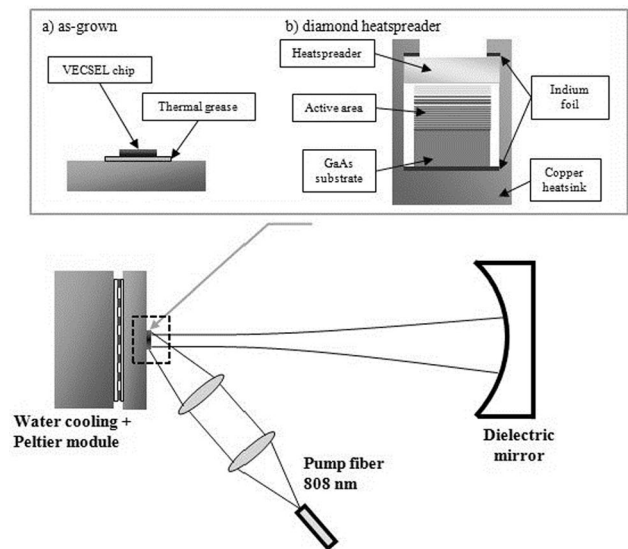 a) as-grown
b) diamond heatspreader
VECSEL chip
Thermal grease
Heatspreader
Active area
GaAs
substrate
Indium
foil
Copper
heatsink
Water cooling +
Peltier module
Pump fiber
808 nm
Dielectric
mirror